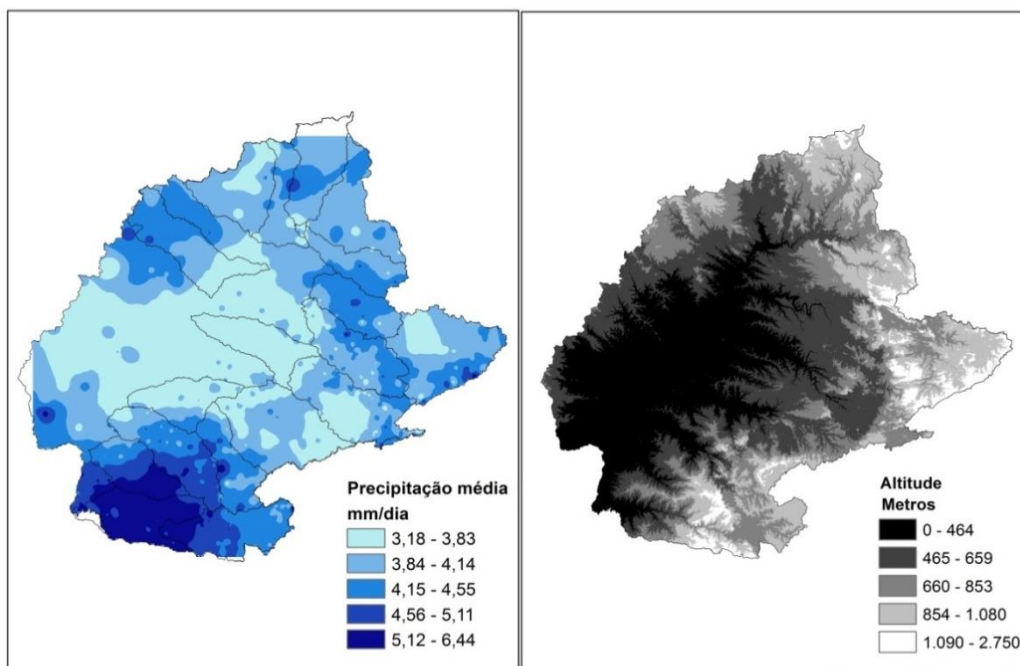 Precipitação média
mm/dia
3,18 - 3,83
3,84 - 4,14
4,15 - 4,55
4,56 - 5,11
5,12 - 6,44
Altitude
Metros
0 - 464
465 - 659
660 - 853
854 - 1.080
1.090 - 2.750